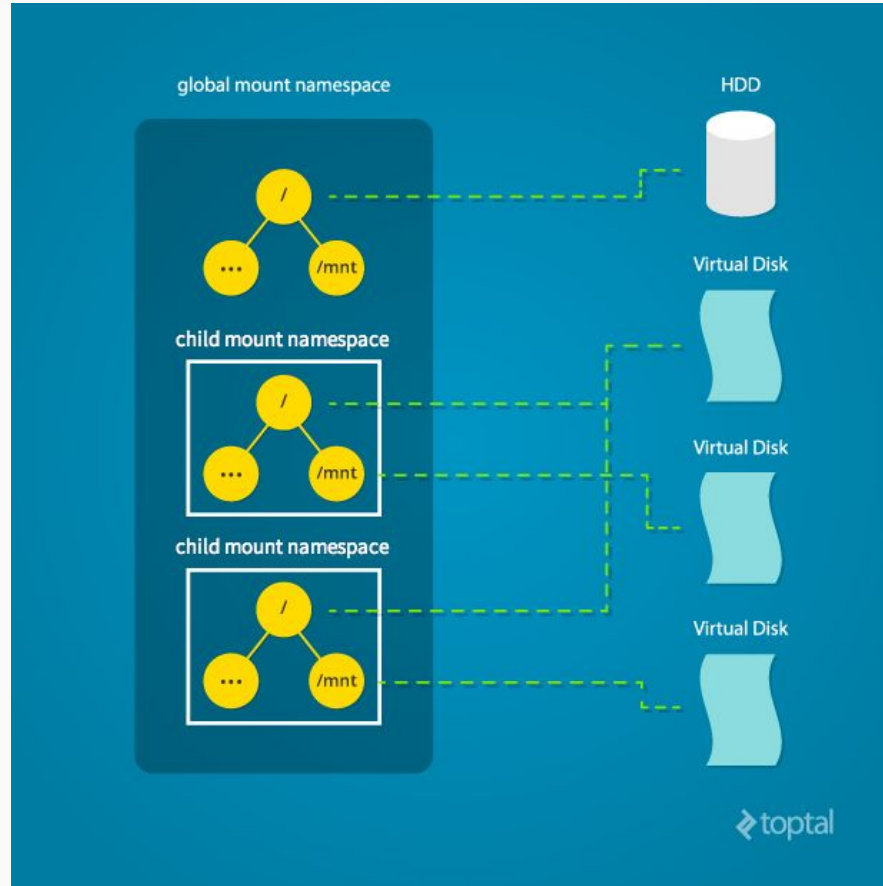 global mount namespace
HDD
/
... /mnt
Virtual Disk
child mount namespace
/
... /mnt
Virtual Disk
child mount namespace
/
... /mnt
Virtual Disk
toptal